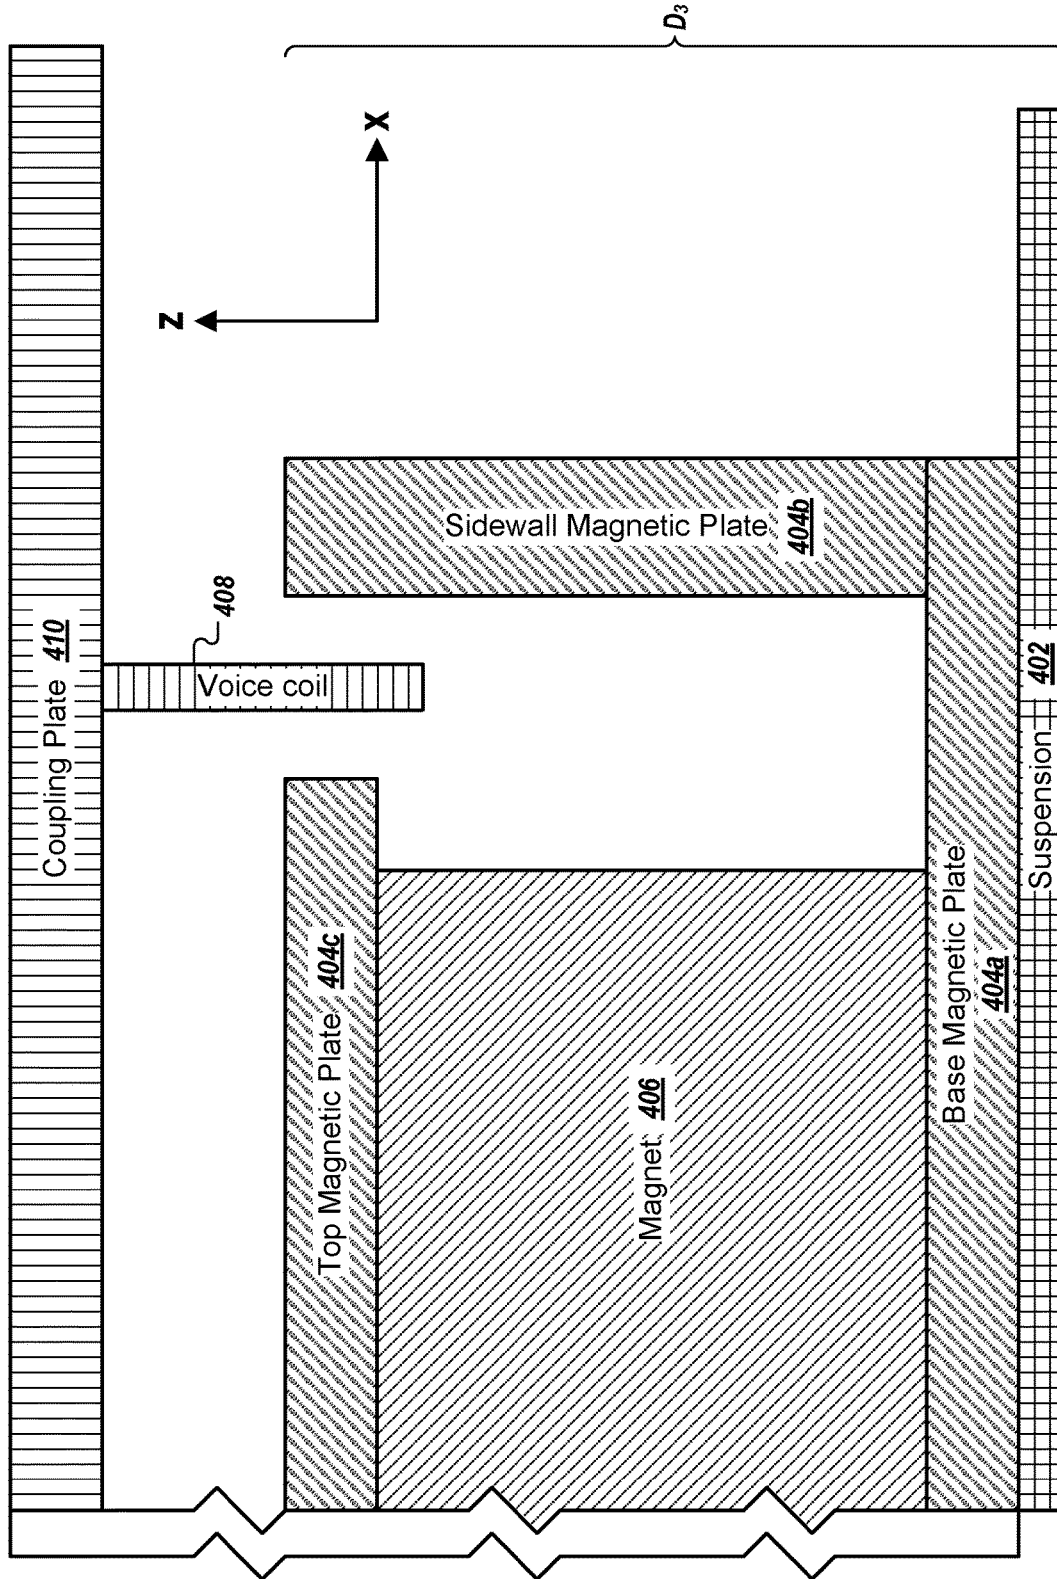 Coupling Plate 410
Z
X
D₃
408
Voice coil
Sidewall Magnetic Plate 404b
Top Magnetic Plate 404c
Magnet 406
Base Magnetic Plate
404a
Suspension 402